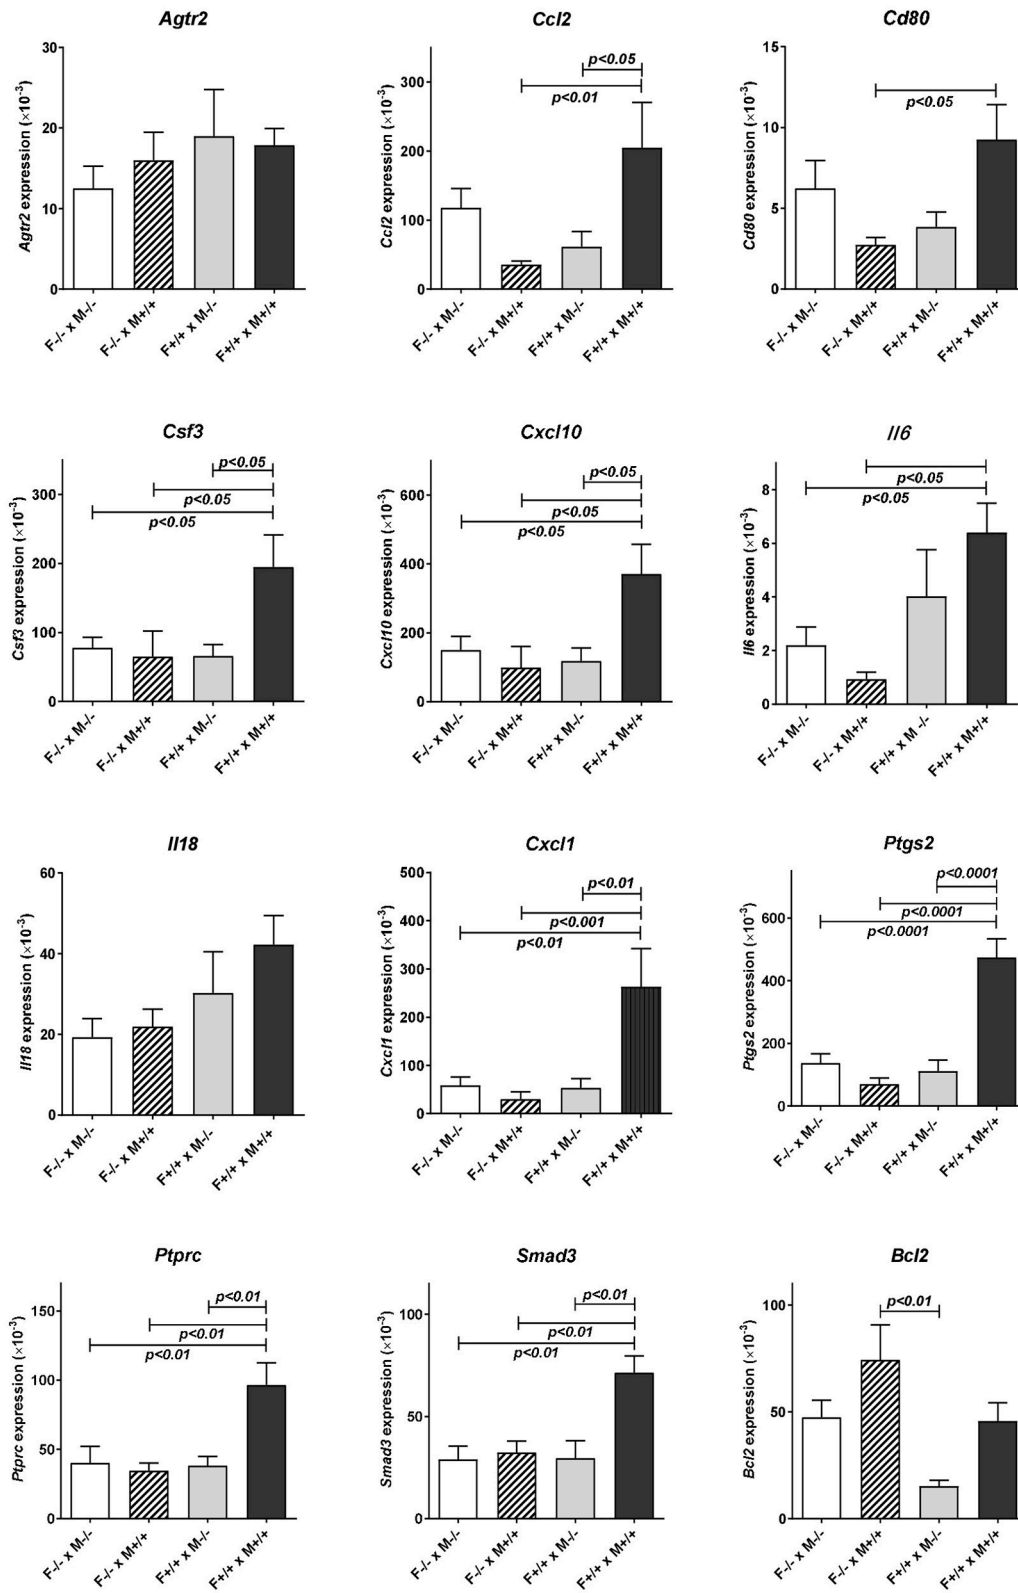 Agtr2
Agtr2 expression (×10-3)
30
20
10
0
F-/- x M-/-
F-/- x M+/+
F+/+ x M-/-
F+/+ x M+/+
Ccl2
Ccl2 expression (×10-3)
300
200
100
0
p<0.05
p<0.01
F-/- x M-/-
F-/- x M+/+
F+/+ x M-/-
F+/+ x M+/+
Cd80
Cd80 expression (×10-3)
15
10
5
0
p<0.05
F-/- x M-/-
F-/- x M+/+
F+/+ x M-/-
F+/+ x M+/+
Csf3
Csf3 expression (×10-3)
300
200
100
0
p<0.05
p<0.05
p<0.05
F-/- x M-/-
F-/- x M+/+
F+/+ x M-/-
F+/+ x M+/+
Cxcl10
Cxcl10 expression (×10-3)
600
400
200
0
p<0.05
p<0.05
p<0.05
F-/- x M-/-
F-/- x M+/+
F+/+ x M-/-
F+/+ x M+/+
Il6
Il6 expression (×10-3)
8
6
4
2
0
p<0.05
p<0.05
F-/- x M-/-
F-/- x M+/+
F+/+ x M -/-
F+/+ x M+/+
Il18
Il18 expression (×10-3)
60
40
20
0
F-/- x M-/-
F-/- x M+/+
F+/+ x M-/-
F+/+ x M+/+
Cxcl1
Cxcl1 expression (×10-3)
500
400
300
200
100
0
p<0.01
p<0.001
p<0.01
F-/- x M-/-
F-/- x M+/+
F+/+ x M-/-
F+/+ x M+/+
Ptgs2
Ptgs2 expression (×10-3)
600
400
200
0
p<0.0001
p<0.0001
p<0.0001
F-/- x M-/-
F-/- x M+/+
F+/+ x M-/-
F+/+ x M+/+
Ptprc
Ptprc expression (×10-3)
150
100
50
0
p<0.01
p<0.01
p<0.01
F-/- x M-/-
F-/- x M+/+
F+/+ x M-/-
F+/+ x M+/+
Smad3
Smad3 expression (×10-3)
100
50
0
p<0.01
p<0.01
p<0.01
F-/- x M-/-
F-/- x M+/+
F+/+ x M-/-
F+/+ x M+/+
Bcl2
Bcl2 expression (×10-3)
100
50
0
p<0.01
F-/- x M-/-
F-/- x M+/+
F+/+ x M-/-
F+/+ x M+/+